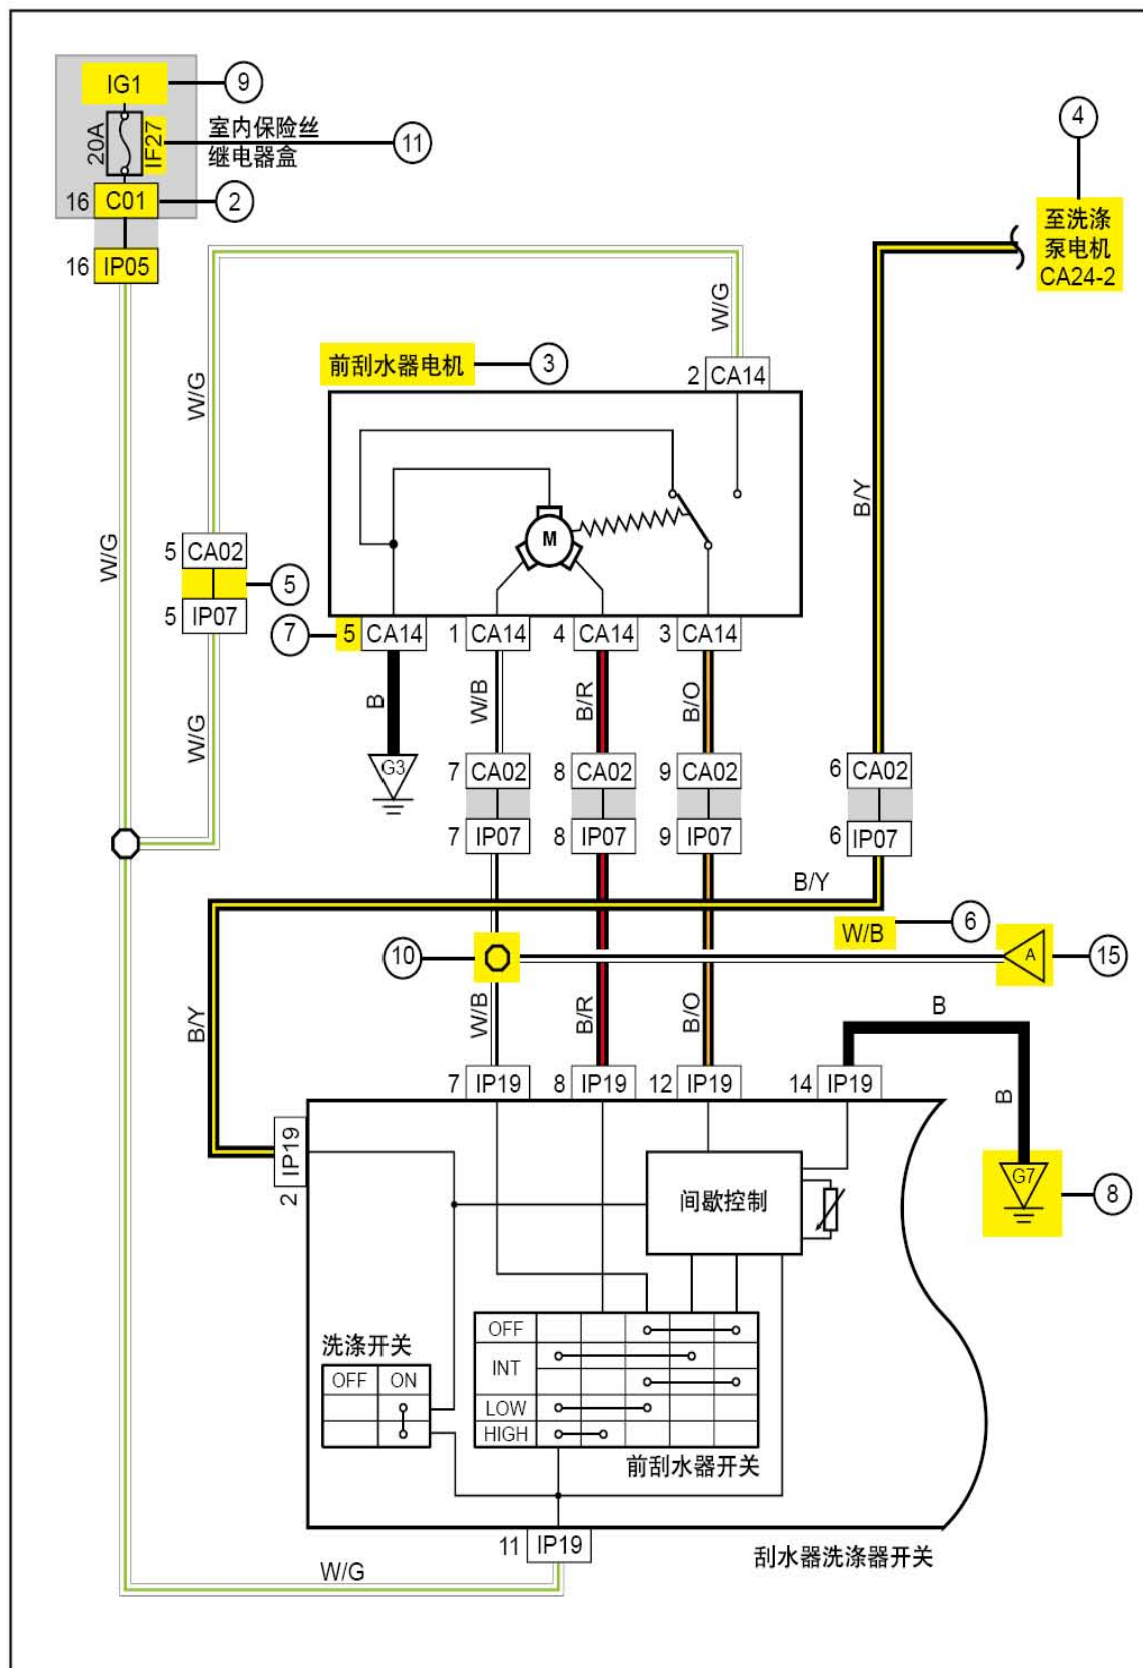 IG1
9
20A
IF27
室内保险丝
继电器盒
11
16 C01
2
16 IP05
4
至洗涤
泵电机
CA24-2
W/G
前刮水器电机
3
2 CA14
W/G
W/G
B/Y
M
5 CA02
5
5 IP07
7
5 CA14
1 CA14
4 CA14
3 CA14
B
W/B
B/R
B/O
W/G
G3
7 CA02
8 CA02
9 CA02
6 CA02
7 IP07
8 IP07
9 IP07
6 IP07
B/Y
W/B
6
10
A
15
B/Y
W/B
B/R
B/O
B
B
7 IP19
8 IP19
12 IP19
14 IP19
2 IP19
间歇控制
G7
8
洗涤开关
OFF ON
OFF
INT
LOW
HIGH
前刮水器开关
11 IP19
刮水器洗涤器开关
W/G